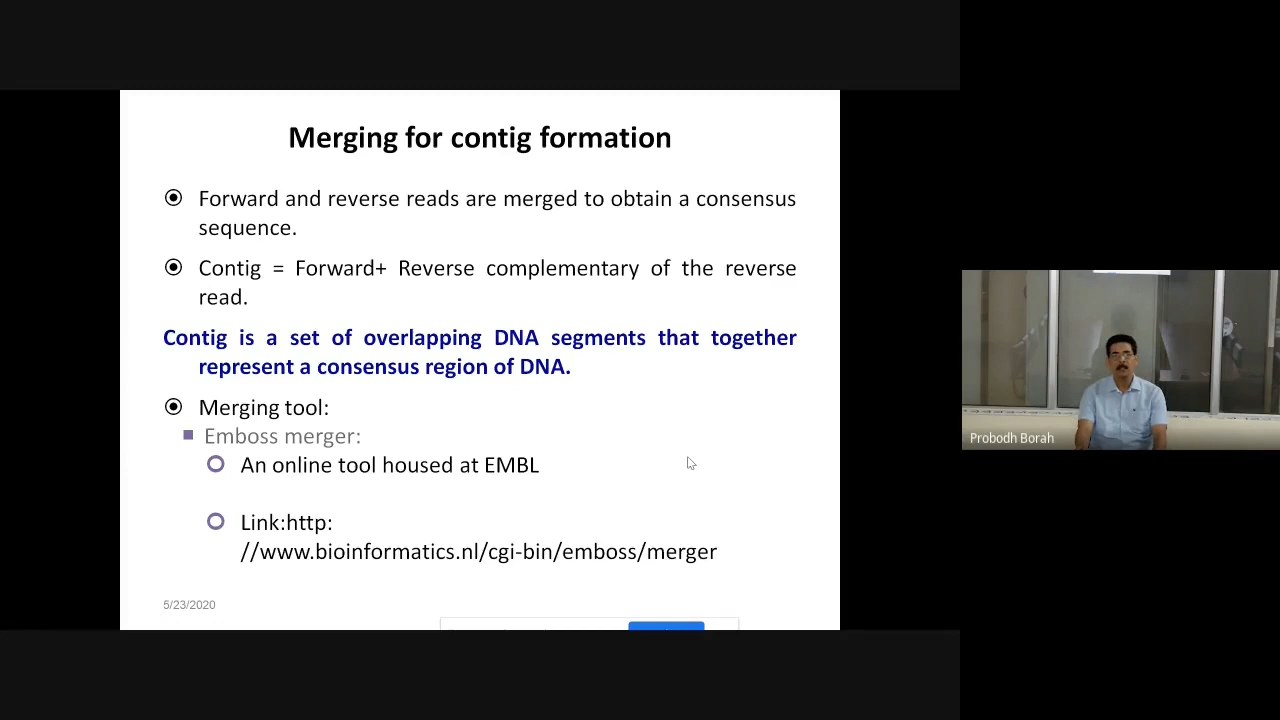 Merging for contig formation
Forward and reverse reads are merged to obtain a consensus
sequence.
Contig = Forward+ Reverse complementary of the reverse
read.
Contig is a set of overlapping DNA segments that together
represent a consensus region of DNA.
Merging tool:
Emboss merger:
An online tool housed at EMBL
Link:http:
//www.bioinformatics.nl/cgi-bin/emboss/merger
5/23/2020
Probodh Borah